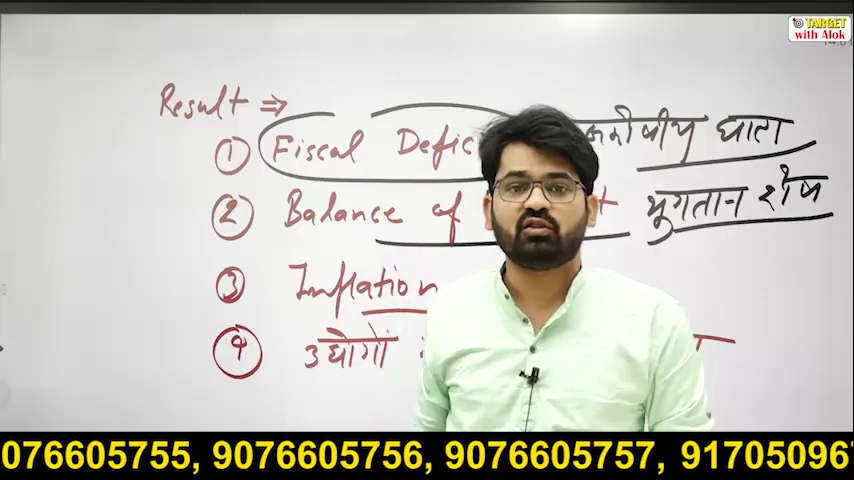 TARGET
with Alok
Result ⇒
① Fiscal Defic राजकोषीय घाटा
② Balance of t भुगतान शेष
③ Inflation
④ उद्योगों
076605755, 9076605756, 9076605757, 917050967